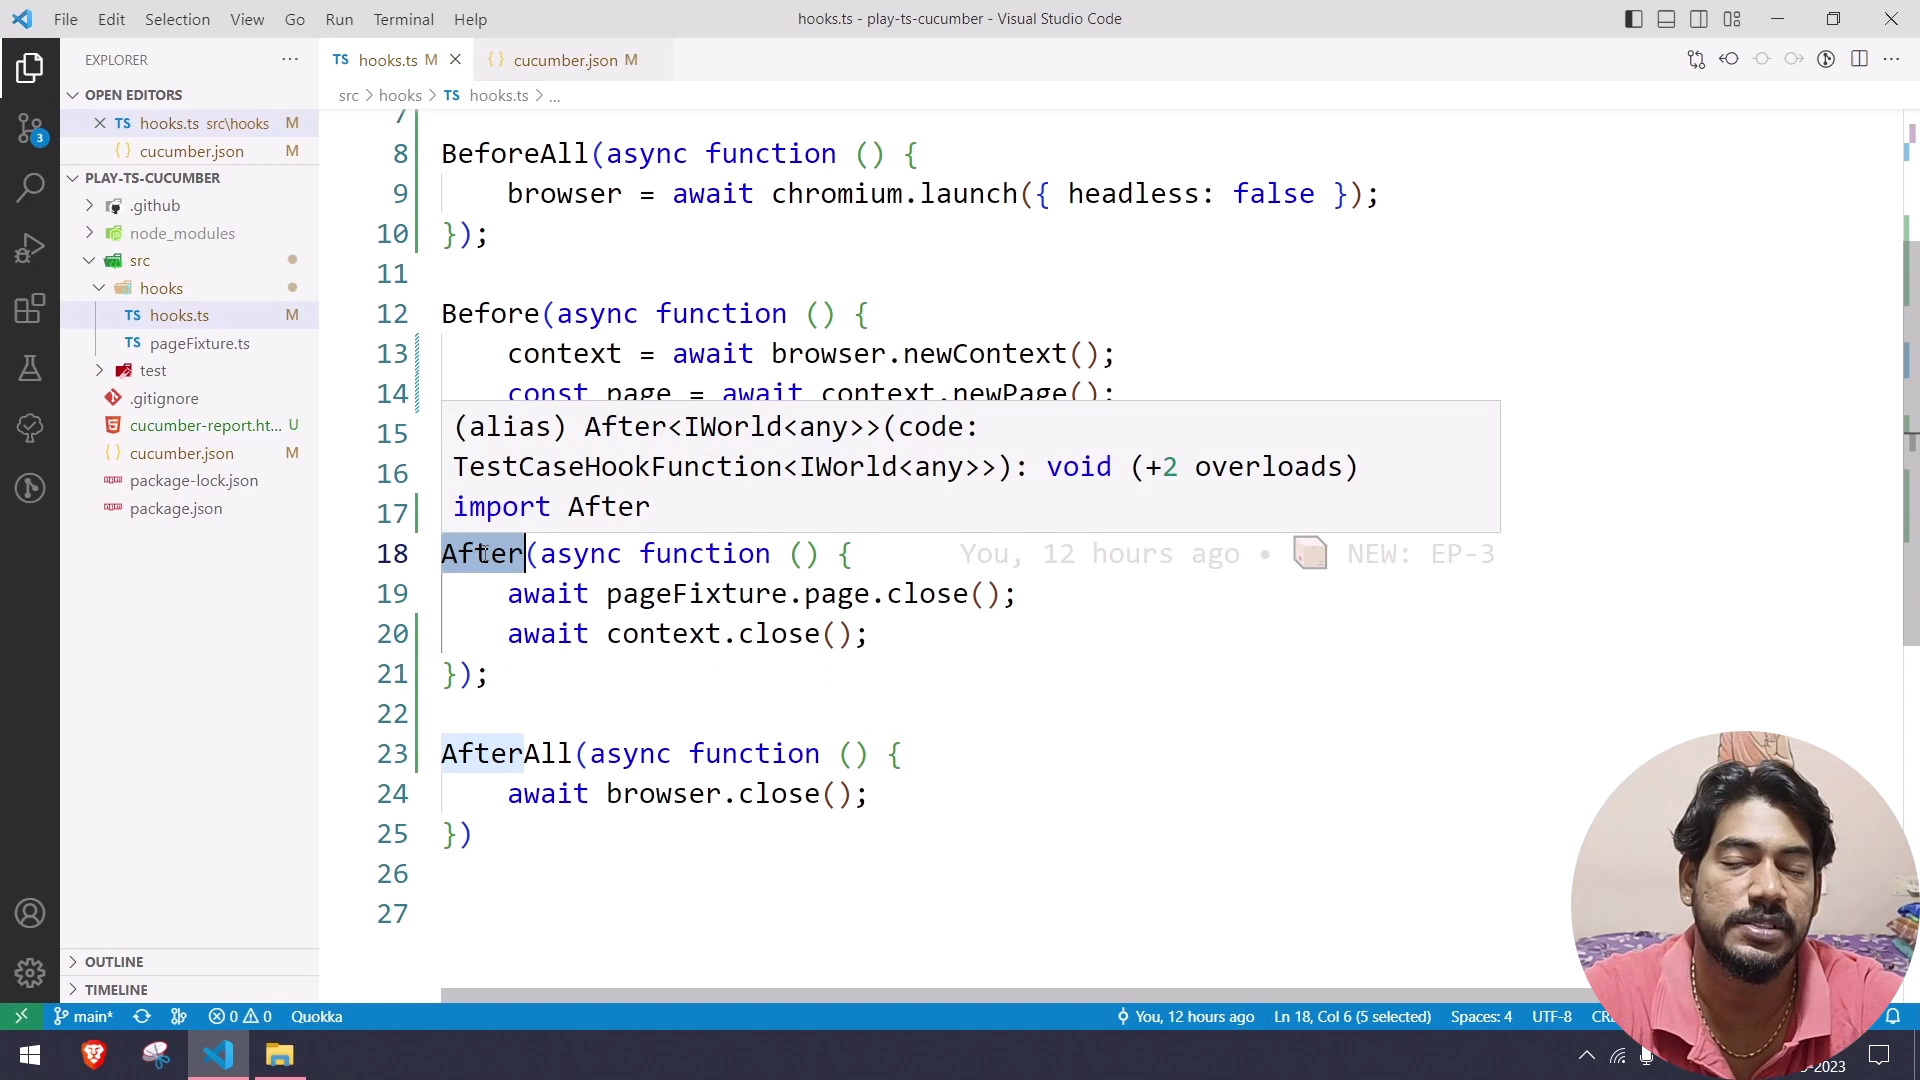 File Edit Selection View Go Run Terminal Help
hooks.ts - play-ts-cucumber - Visual Studio Code
EXPLORER
OPEN EDITORS
TS hooks.ts src\hooks M
{} cucumber.json M
PLAY-TS-CUCUMBER
.github
node_modules
src
hooks
TS hooks.ts M
TS pageFixture.ts
test
.gitignore
cucumber-report.ht... U
{} cucumber.json M
package-lock.json
package.json
OUTLINE
TIMELINE
3
TS hooks.ts M
{} cucumber.json M
src > hooks > TS hooks.ts > ...
7
8 BeforeAll(async function () {
9 browser = await chromium.launch({ headless: false });
10 });
11
12 Before(async function () {
13 context = await browser.newContext();
14 const page = await context.newPage();
15
16
17
(alias) After<IWorld<any>>(code:
TestCaseHookFunction<IWorld<any>>): void (+2 overloads)
import After
18 After(async function () { You, 12 hours ago • NEW: EP-3
19 await pageFixture.page.close();
20 await context.close();
21 });
22
23 AfterAll(async function () {
24 await browser.close();
25 })
26
27
main* 0 0 Quokka
You, 12 hours ago Ln 18, Col 6 (5 selected) Spaces: 4 UTF-8
-2023